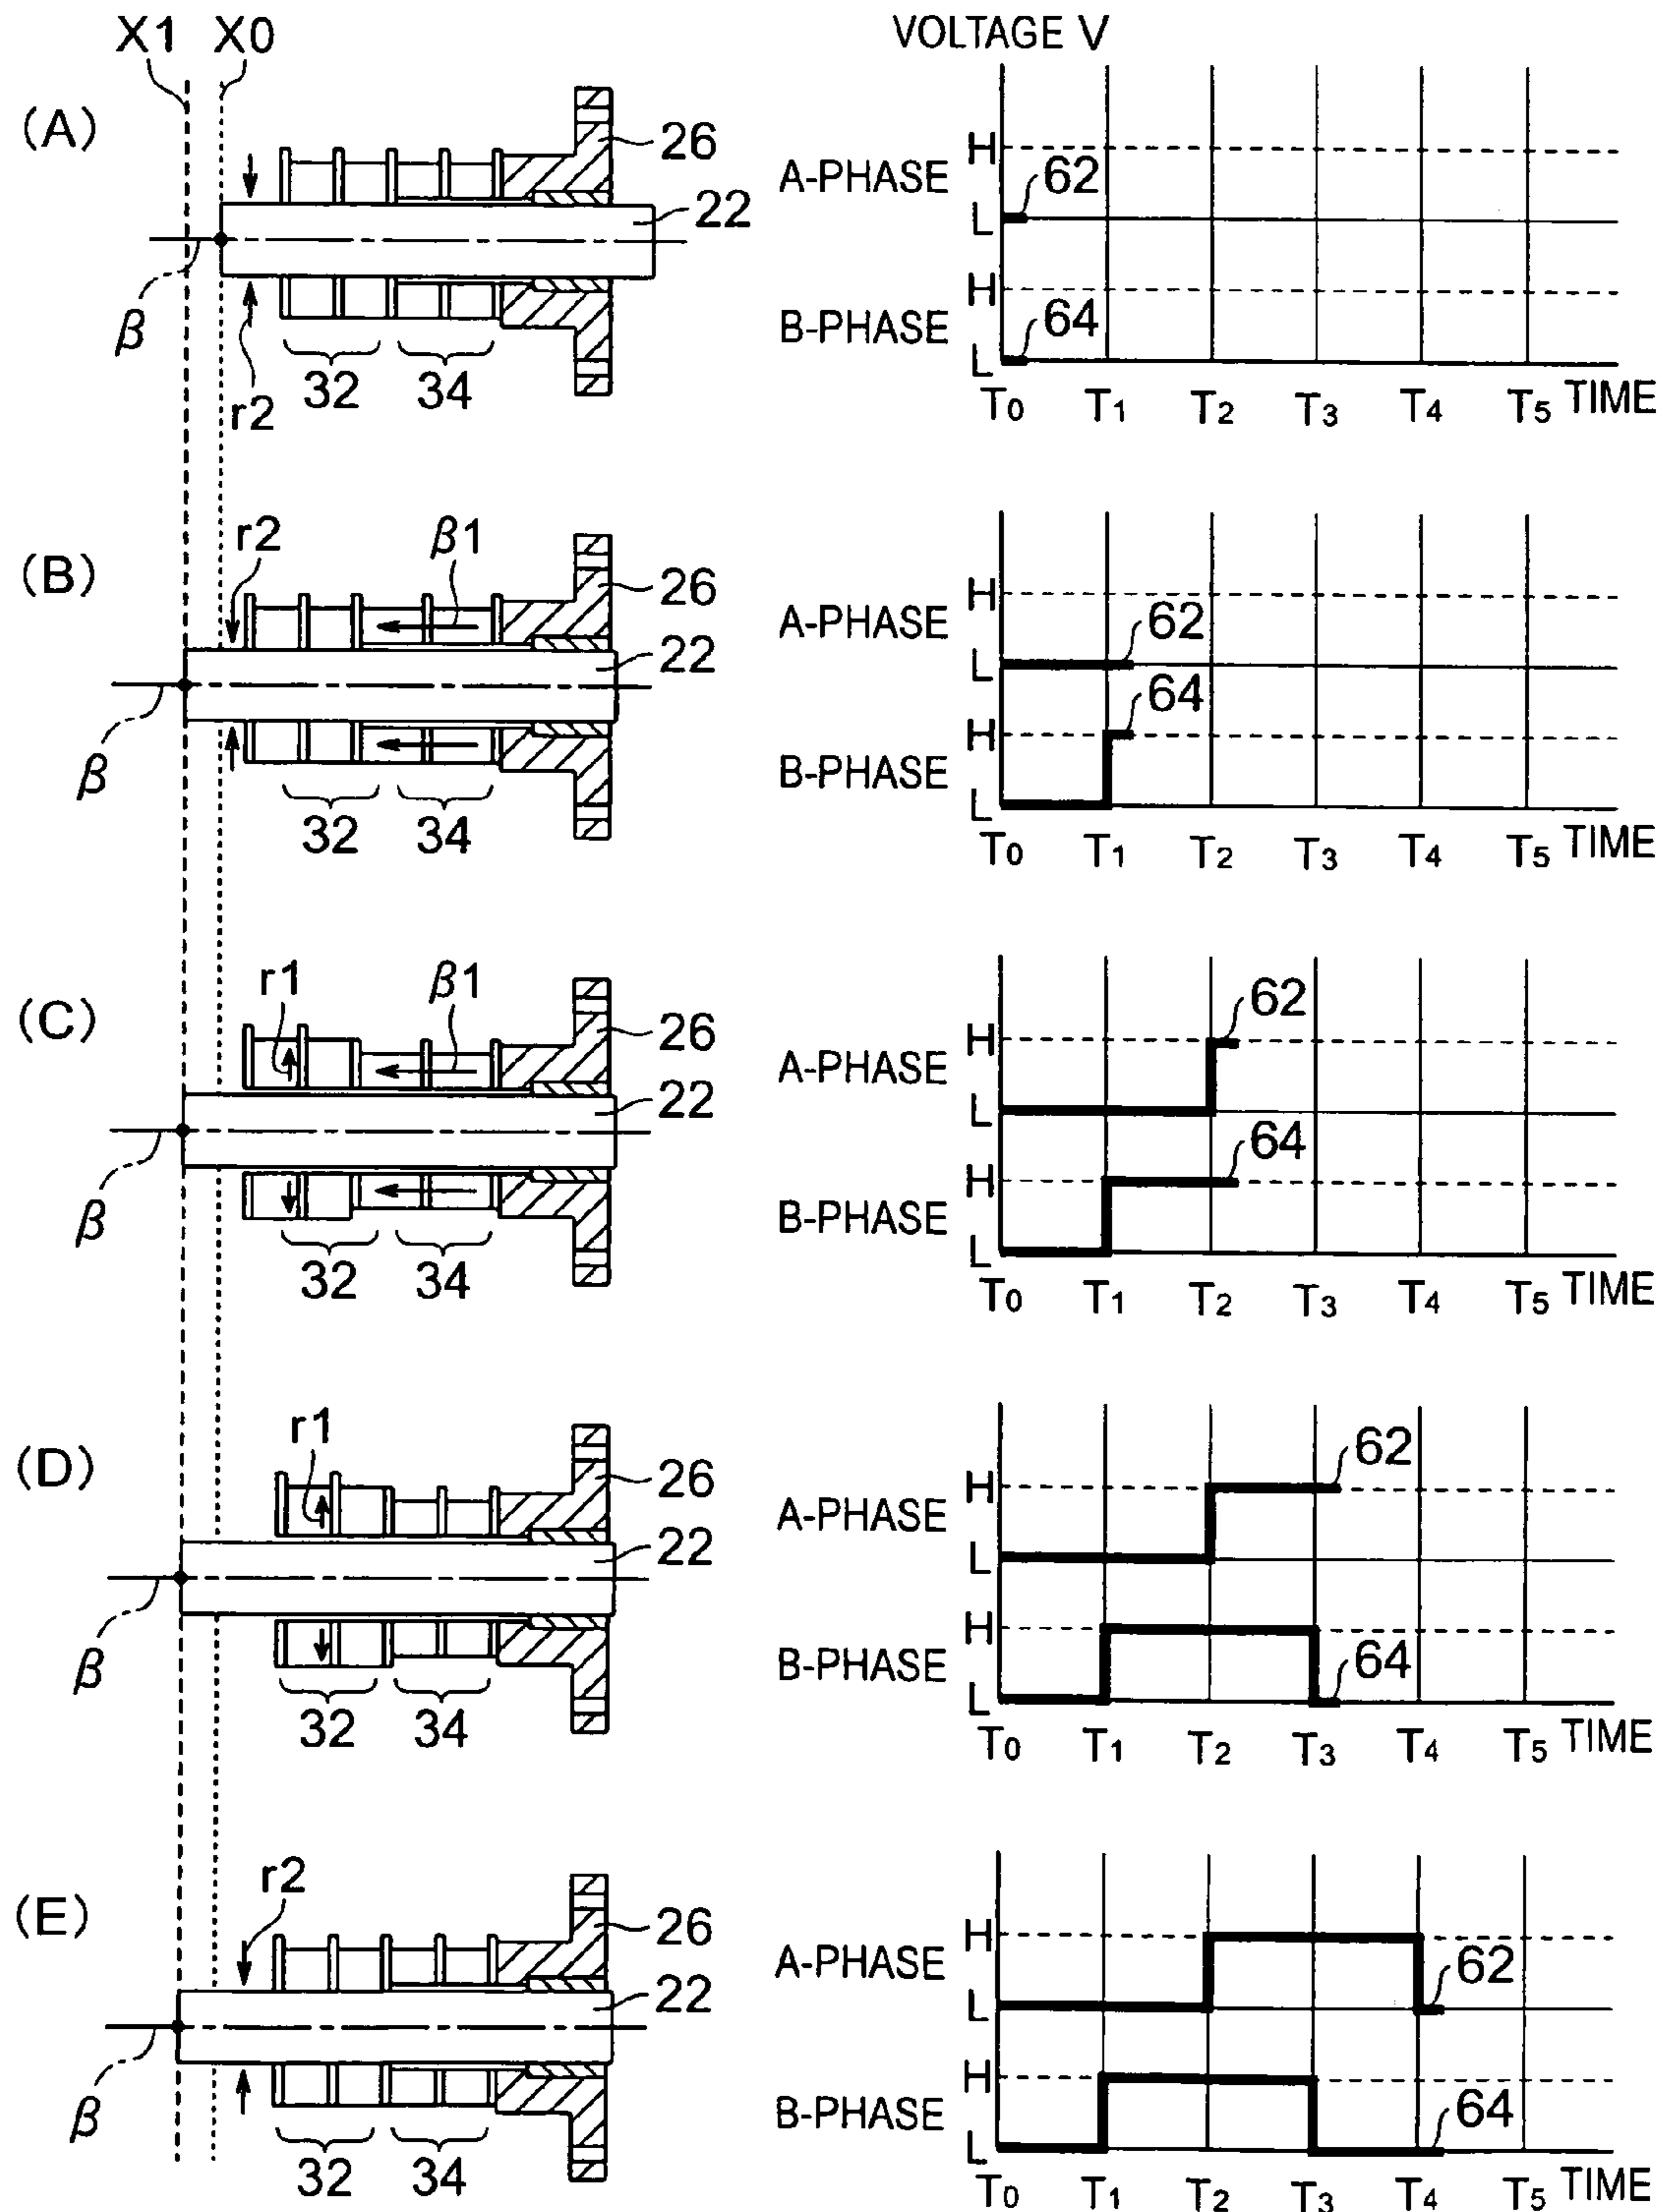 X1 X0
VOLTAGE V
(A)
26
22
β
r2
32 34
A-PHASE
H
62
L
B-PHASE
H
64
L
T0 T1 T2 T3 T4 T5 TIME
(B)
r2
β1
26
22
β
32 34
A-PHASE
H
62
L
B-PHASE
H
64
L
T0 T1 T2 T3 T4 T5 TIME
(C)
r1
β1
26
22
β
32 34
A-PHASE
H
62
L
B-PHASE
H
64
L
T0 T1 T2 T3 T4 T5 TIME
(D)
r1
26
22
β
32 34
A-PHASE
H
62
L
B-PHASE
H
64
L
T0 T1 T2 T3 T4 T5 TIME
(E)
r2
26
22
β
32 34
A-PHASE
H
62
L
B-PHASE
H
64
L
T0 T1 T2 T3 T4 T5 TIME